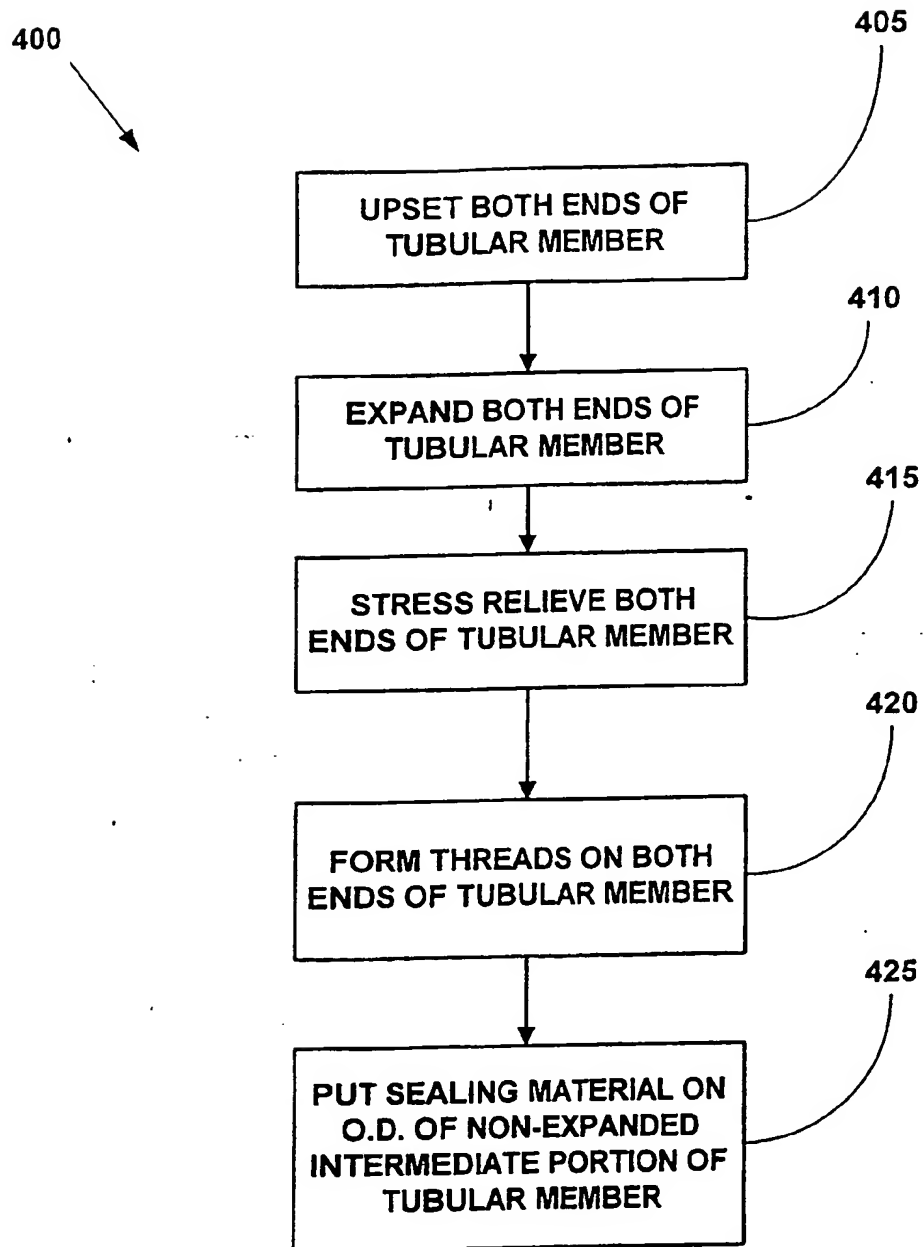 400
405
UPSET BOTH ENDS OF
TUBULAR MEMBER
410
EXPAND BOTH ENDS OF
TUBULAR MEMBER
415
STRESS RELIEVE BOTH
ENDS OF TUBULAR MEMBER
420
FORM THREADS ON BOTH
ENDS OF TUBULAR MEMBER
425
PUT SEALING MATERIAL ON
O.D. OF NON-EXPANDED
INTERMEDIATE PORTION OF
TUBULAR MEMBER